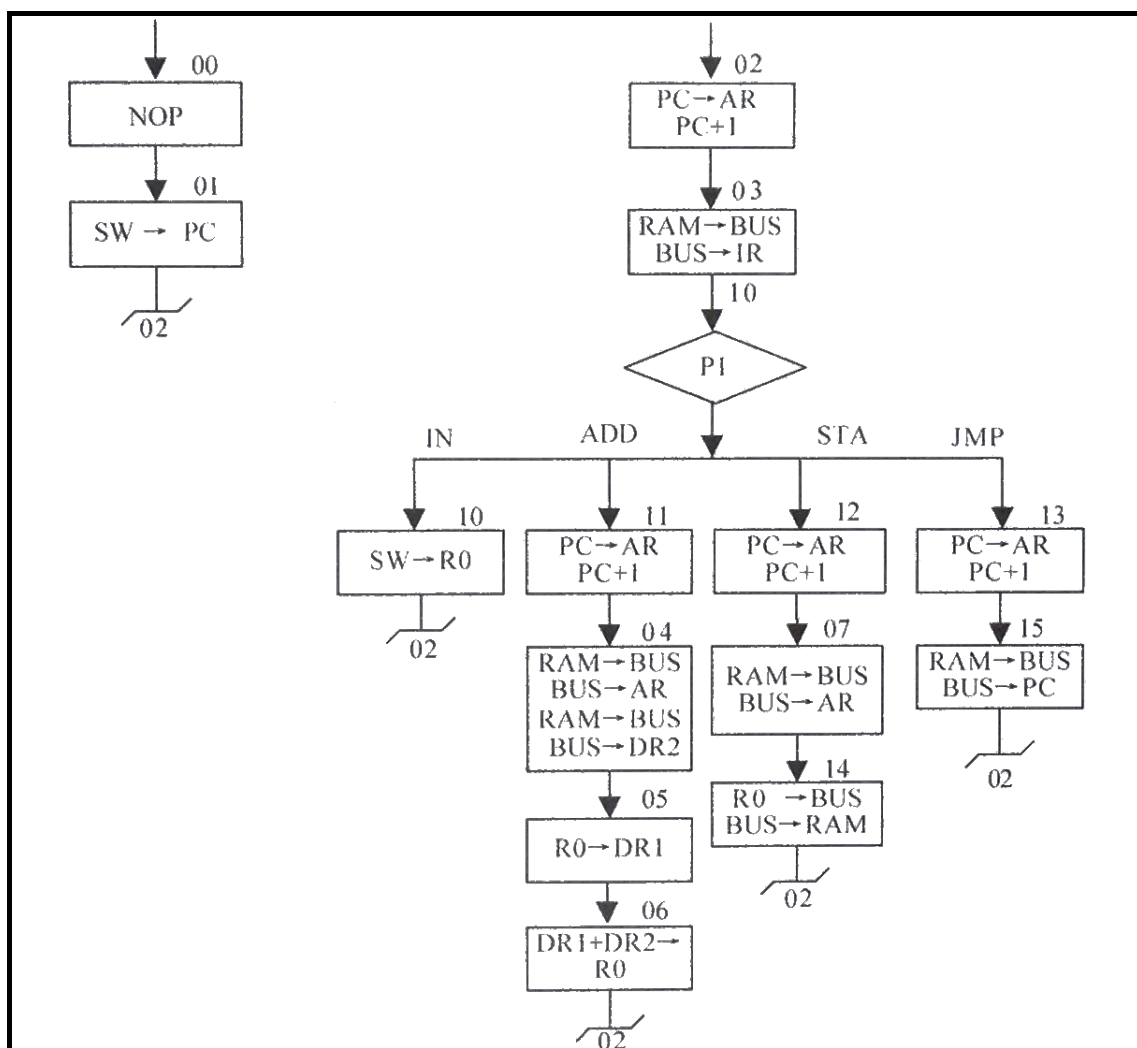 00
NOP
01
SW → PC
02
02
PC→AR
PC+1
03
RAM→BUS
BUS→IR
10
P1
IN
ADD
STA
JMP
10
SW→R0
02
11
PC→AR
PC+1
04
RAM→BUS
BUS→AR
RAM→BUS
BUS→DR2
05
R0→DR1
06
DR1+DR2→
R0
02
12
PC→AR
PC+1
07
RAM→BUS
BUS→AR
14
R0 →BUS
BUS→RAM
02
13
PC→AR
PC+1
15
RAM→BUS
BUS→PC
02